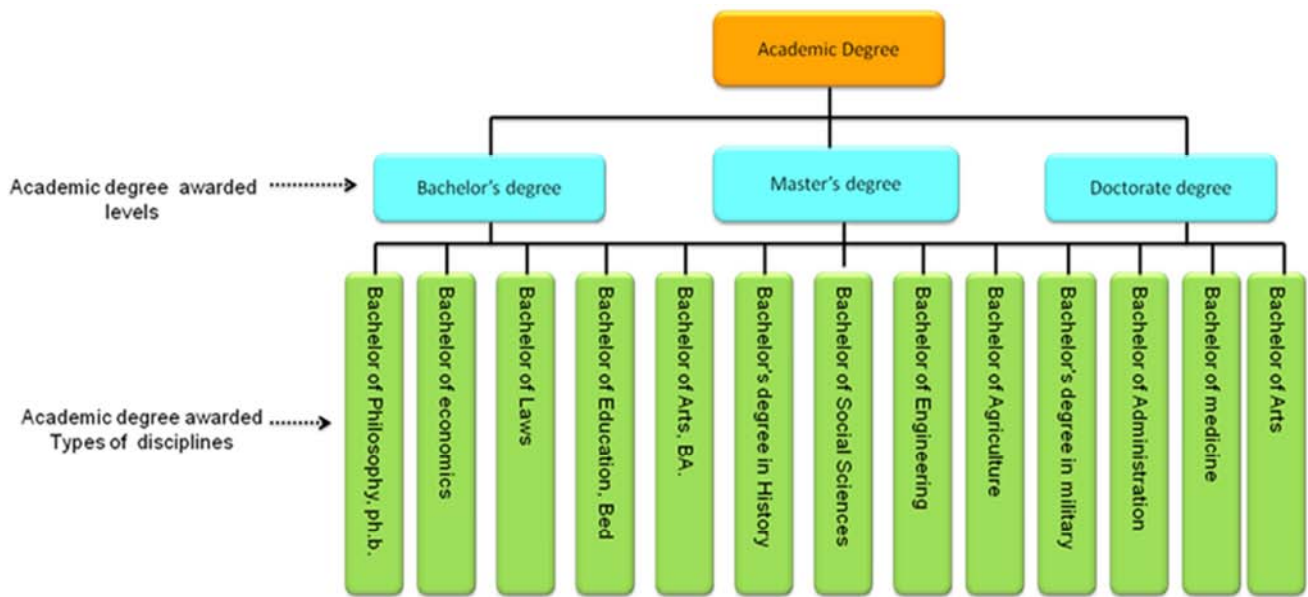 Academic Degree
Academic degree awarded
levels
Bachelor's degree
Master's degree
Doctorate degree
Academic degree awarded
Types of disciplines
Bachelor of Philosophy, ph.b.
Bachelor of economics
Bachelor of Laws
Bachelor of Education, Bed
Bachelor of Arts, BA.
Bachelor's degree in History
Bachelor of Social Sciences
Bachelor of Engineering
Bachelor of Agriculture
Bachelor's degree in military
Bachelor of Administration
Bachelor of medicine
Bachelor of Arts